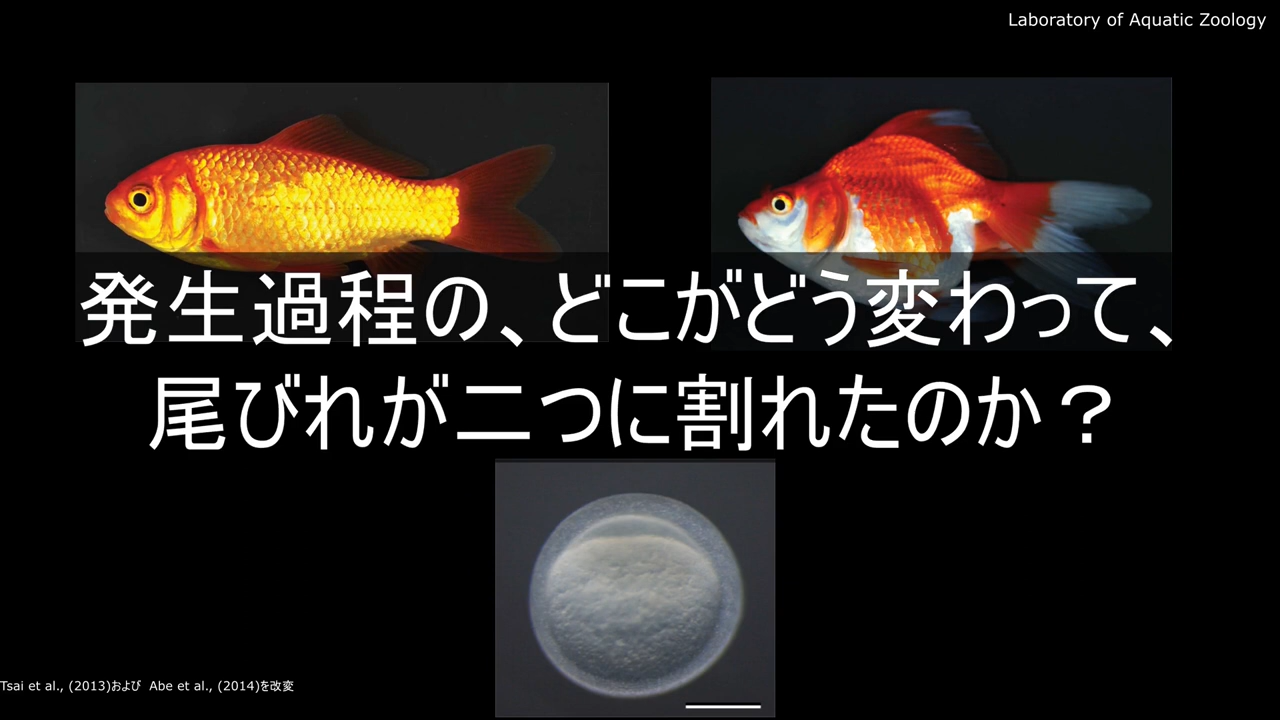 Laboratory of Aquatic Zoology
発生過程の、どこがどう変わって、
尾びれが二つに割れたのか？
Tsai et al., (2013)および Abe et al., (2014)を改変